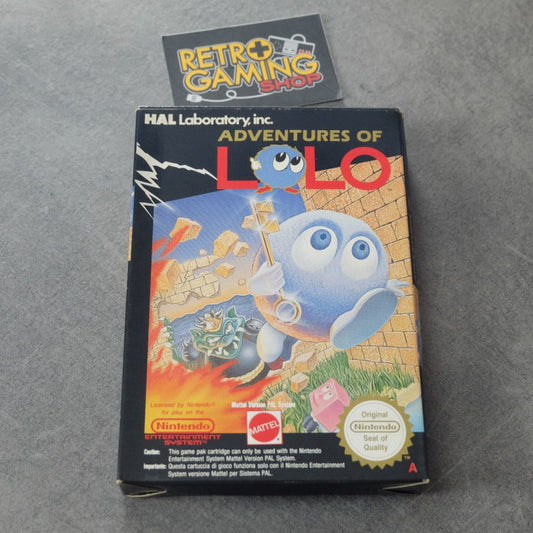 RETRO
GAMING
SHOP
HAL Laboratory, inc.
ADVENTURES OF
LOLO
Licensed by Nintendo®
for play on the
Nintendo®
ENTERTAINMENT
SYSTEM™
Mattel Version PAL System
MATTEL
Original
Nintendo
Seal of
Quality
Caution: This game pak cartridge can only be used with the Nintendo
Entertainment System Mattel Version PAL System.
Importante: Questa cartuccia di gioco funziona solo con il Nintendo Entertainment
System versione Mattel per Sistema PAL.
A